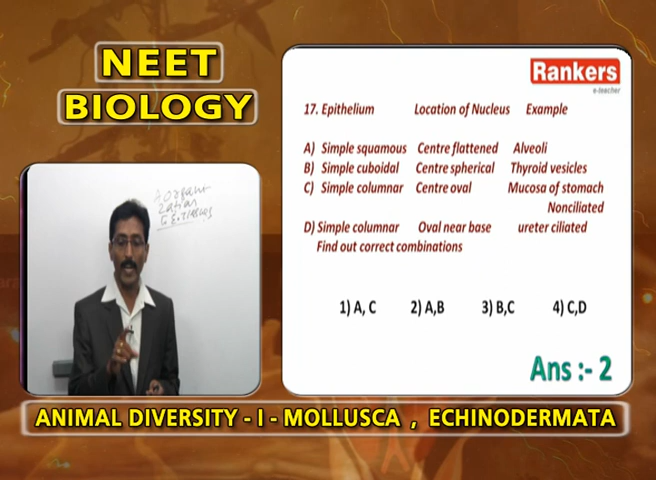 NEET
BIOLOGY
Rankers
e-teacher
17. Epithelium Location of Nucleus Example
A) Simple squamous Centre flattened Alveoli
B) Simple cuboidal Centre spherical Thyroid vesicles
C) Simple columnar Centre oval Mucosa of stomach
Nonciliated
D) Simple columnar Oval near base ureter ciliated
Find out correct combinations
1) A, C 2) A,B 3) B,C 4) C,D
Ans :- 2
ANIMAL DIVERSITY - I - MOLLUSCA , ECHINODERMATA